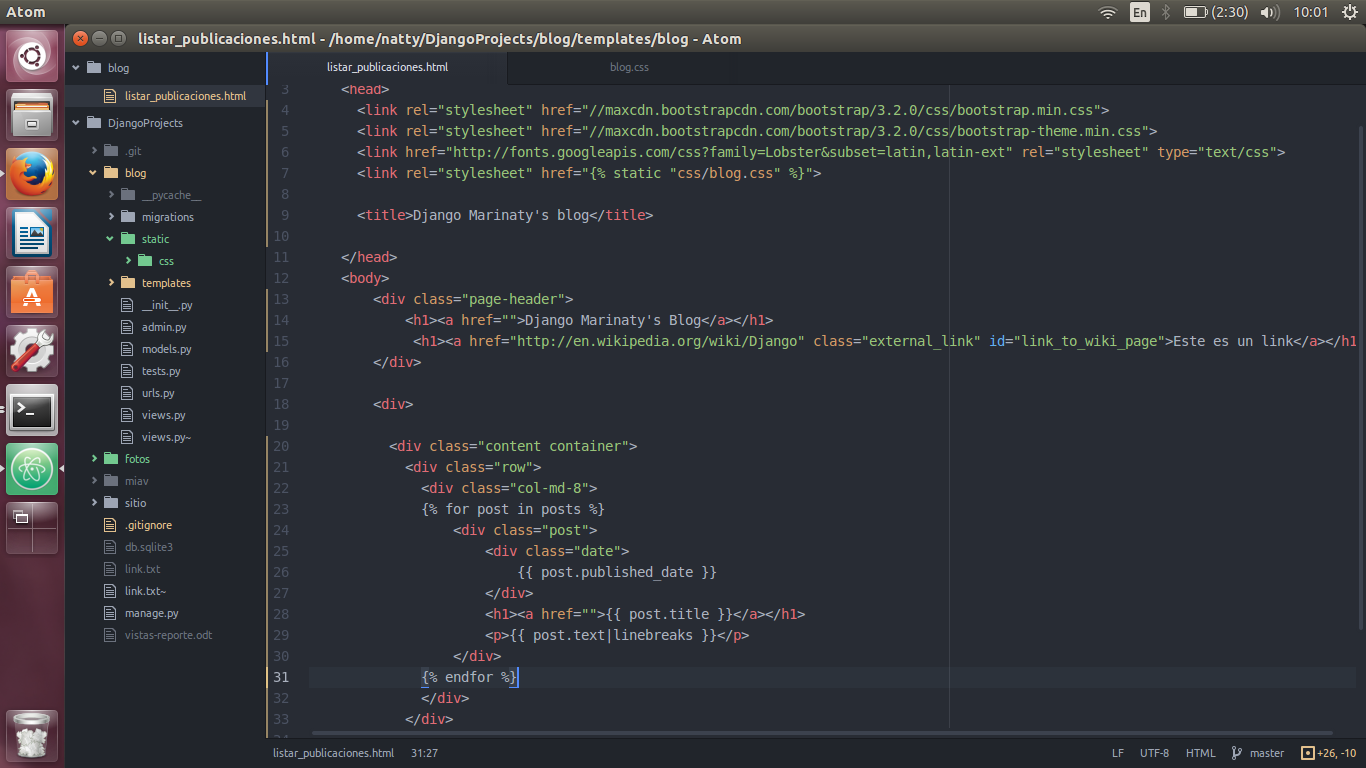 Atom
En
(2:30)
10:01
listar_publicaciones.html - /home/natty/DjangoProjects/blog/templates/blog - Atom
blog
listar_publicaciones.html
DjangoProjects
.git
blog
__pycache__
migrations
static
css
templates
__init__.py
admin.py
models.py
tests.py
urls.py
views.py
views.py~
fotos
miav
sitio
.gitignore
db.sqlite3
link.txt
link.txt~
manage.py
vistas-reporte.odt
listar_publicaciones.html
blog.css
3 <head>
4 <link rel="stylesheet" href="//maxcdn.bootstrapcdn.com/bootstrap/3.2.0/css/bootstrap.min.css">
5 <link rel="stylesheet" href="//maxcdn.bootstrapcdn.com/bootstrap/3.2.0/css/bootstrap-theme.min.css">
6 <link href="http://fonts.googleapis.com/css?family=Lobster&subset=latin,latin-ext" rel="stylesheet" type="text/css">
7 <link rel="stylesheet" href="{% static "css/blog.css" %}">
8
9 <title>Django Marinaty's blog</title>
10
11 </head>
12 <body>
13 <div class="page-header">
14 <h1><a href="">Django Marinaty's Blog</a></h1>
15 <h1><a href="http://en.wikipedia.org/wiki/Django" class="external_link" id="link_to_wiki_page">Este es un link</a></h1
16 </div>
17
18 <div>
19
20 <div class="content container">
21 <div class="row">
22 <div class="col-md-8">
23 {% for post in posts %}
24 <div class="post">
25 <div class="date">
26 {{ post.published_date }}
27 </div>
28 <h1><a href="">{{ post.title }}</a></h1>
29 <p>{{ post.text|linebreaks }}</p>
30 </div>
31 {% endfor %}
32 </div>
33 </div>
listar_publicaciones.html
31:27
LF
UTF-8
HTML
master
+26, -10